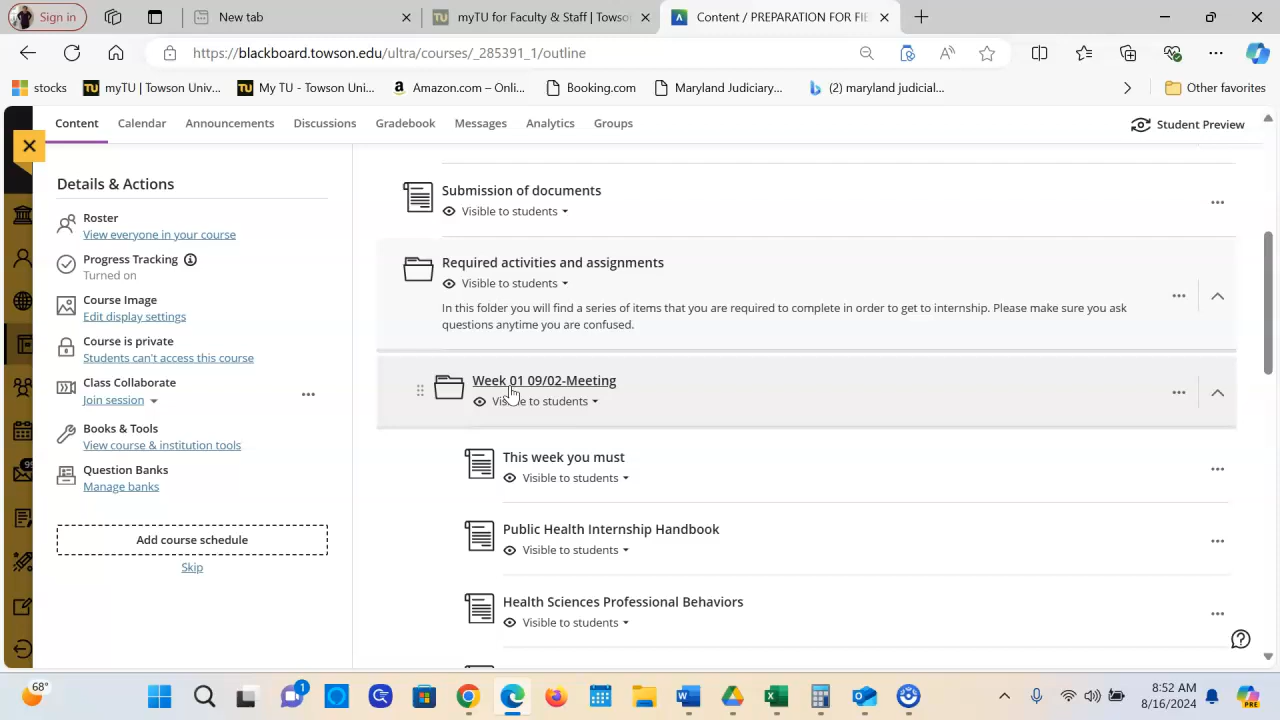 Sign in
New tab
myTU for Faculty & Staff | Towson
Content / PREPARATION FOR FIE
https://blackboard.towson.edu/ultra/courses/_285391_1/outline
stocks
myTU | Towson Univ...
My TU - Towson Uni...
Amazon.com – Onli...
Booking.com
Maryland Judiciary...
(2) maryland judicial...
Other favorites
Content
Calendar
Announcements
Discussions
Gradebook
Messages
Analytics
Groups
Student Preview
Details & Actions
Roster
View everyone in your course
Progress Tracking
Turned on
Course Image
Edit display settings
Course is private
Students can't access this course
Class Collaborate
Join session
Books & Tools
View course & institution tools
Question Banks
Manage banks
Add course schedule
Skip
Submission of documents
Visible to students
Required activities and assignments
Visible to students
In this folder you will find a series of items that you are required to complete in order to get to internship. Please make sure you ask
questions anytime you are confused.
Week 01 09/02-Meeting
Visible to students
This week you must
Visible to students
Public Health Internship Handbook
Visible to students
Health Sciences Professional Behaviors
Visible to students
68°
1
8:52 AM
8/16/2024
PRE